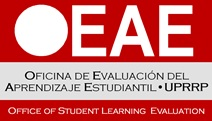 OEAE
OFICINA DE EVALUACIÓN DEL
APRENDIZAJE ESTUDIANTIL • UPRRP
OFFICE OF STUDENT LEARNING EVALUATION